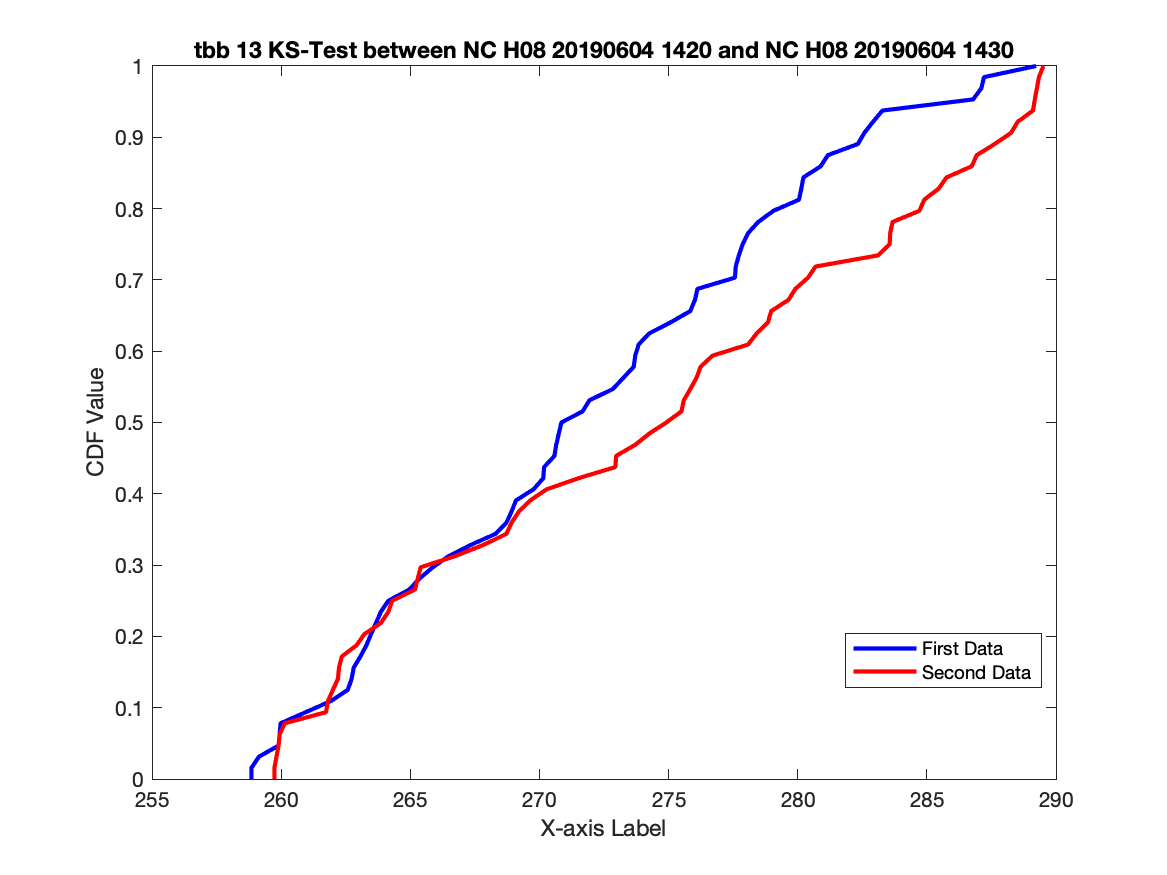 tbb 13 KS-Test between NC H08 20190604 1420 and NC H08 20190604 1430
1
0.9
0.8
0.7
0.6
0.5
0.4
0.3
0.2
0.1
0
CDF Value
First Data
Second Data
255 260 265 270 275 280 285 290
X-axis Label